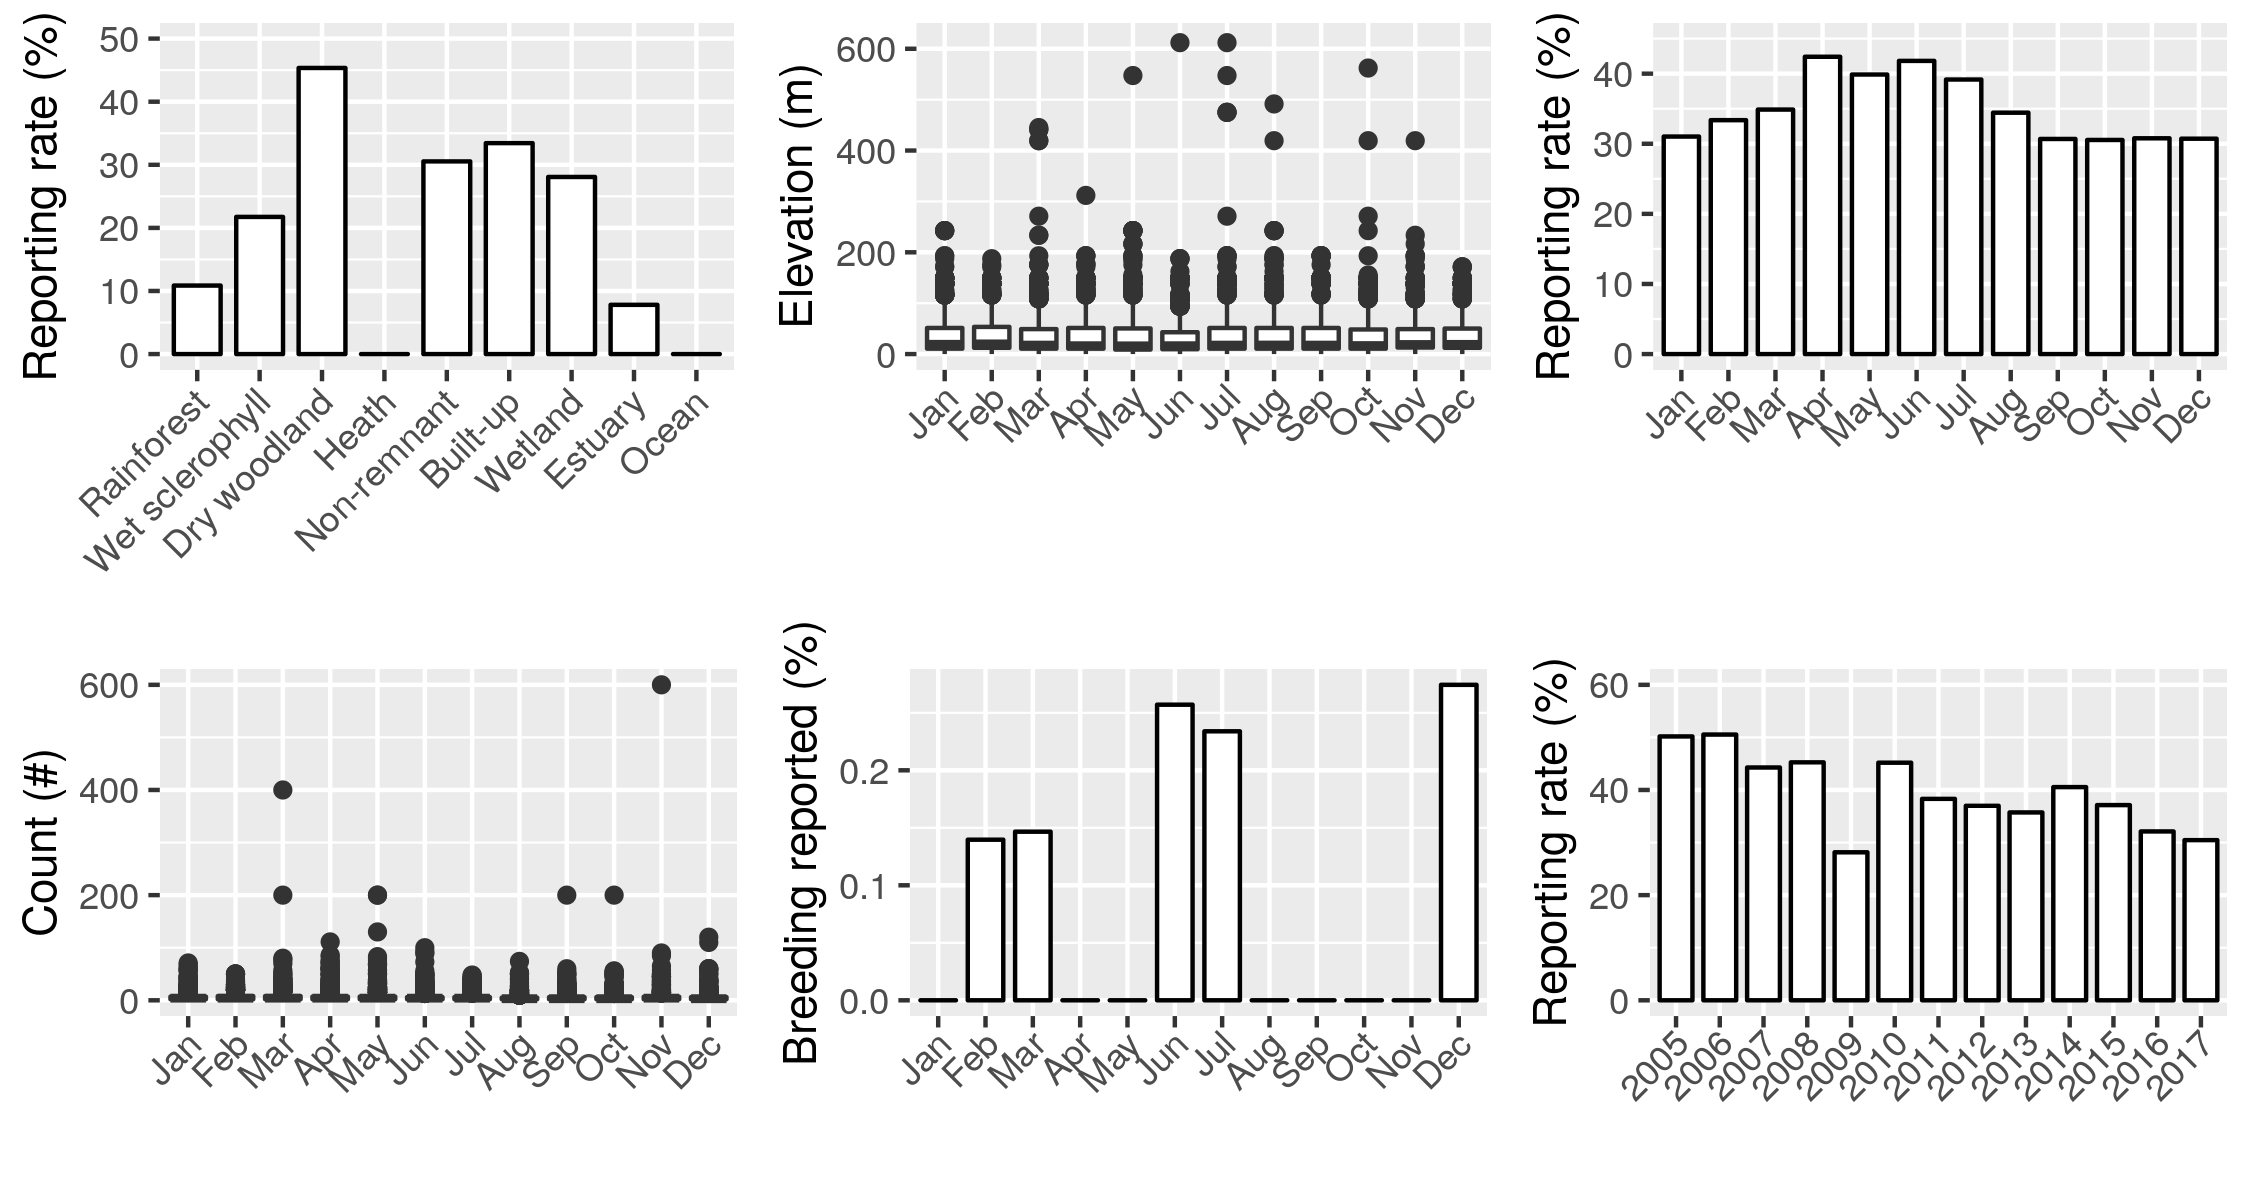 Reporting rate (%)
50
40
30
20
10
0
Rainforest
Wet sclerophyll
Dry woodland
Heath
Non-remnant
Built-up
Wetland
Estuary
Ocean
Elevation (m)
600
400
200
0
Jan
Feb
Mar
Apr
May
Jun
Jul
Aug
Sep
Oct
Nov
Dec
Reporting rate (%)
40
30
20
10
0
Jan
Feb
Mar
Apr
May
Jun
Jul
Aug
Sep
Oct
Nov
Dec
Count (#)
600
400
200
0
Jan
Feb
Mar
Apr
May
Jun
Jul
Aug
Sep
Oct
Nov
Dec
Breeding reported (%)
0.2
0.1
0.0
Jan
Feb
Mar
Apr
May
Jun
Jul
Aug
Sep
Oct
Nov
Dec
Reporting rate (%)
60
40
20
0
2005
2006
2007
2008
2009
2010
2011
2012
2013
2014
2015
2016
2017